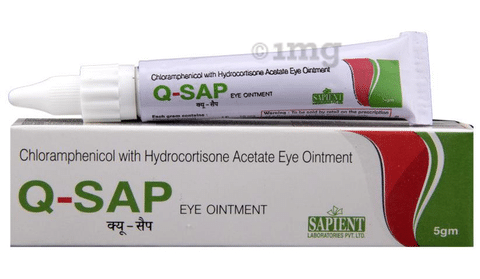 ©1mg
Chloramphenicol with Hydrocortisone Acetate Eye Ointment
Q-SAP EYE OINTMENT
क्यू - सैप
SAPIENT
Each gram contains :
Warning : To be sold by retail on the prescription
Chloramphenicol with Hydrocortisone Acetate Eye Ointment
Q-SAP EYE OINTMENT
क्यू - सैप
SAPIENT
LABORATORIES PVT. LTD.
5gm